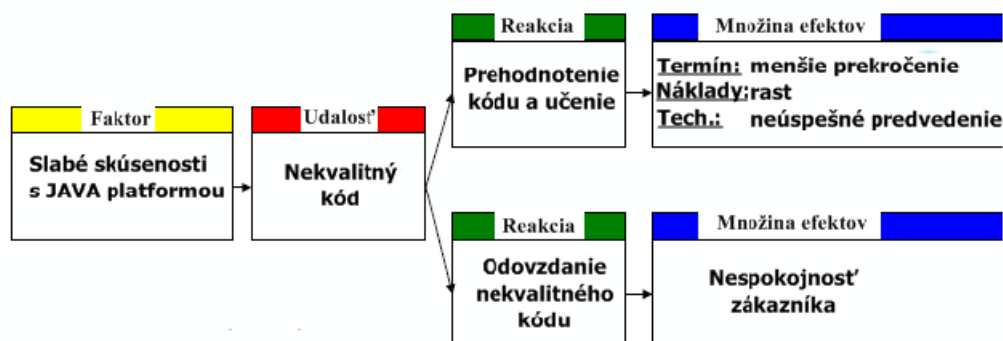 Faktor
Slabé skúsenosti
s JAVA platformou
Udalosť
Nekvalitný
kód
Reakcia
Prehodnotenie
kódu a učenie
Množina efektov
Termín: menšie prekročenie
Náklady: rast
Tech.: neúspešné predvedenie
Reakcia
Odovzdanie
nekvalitného
kódu
Množina efektov
Nespokojnosť
zákazníka